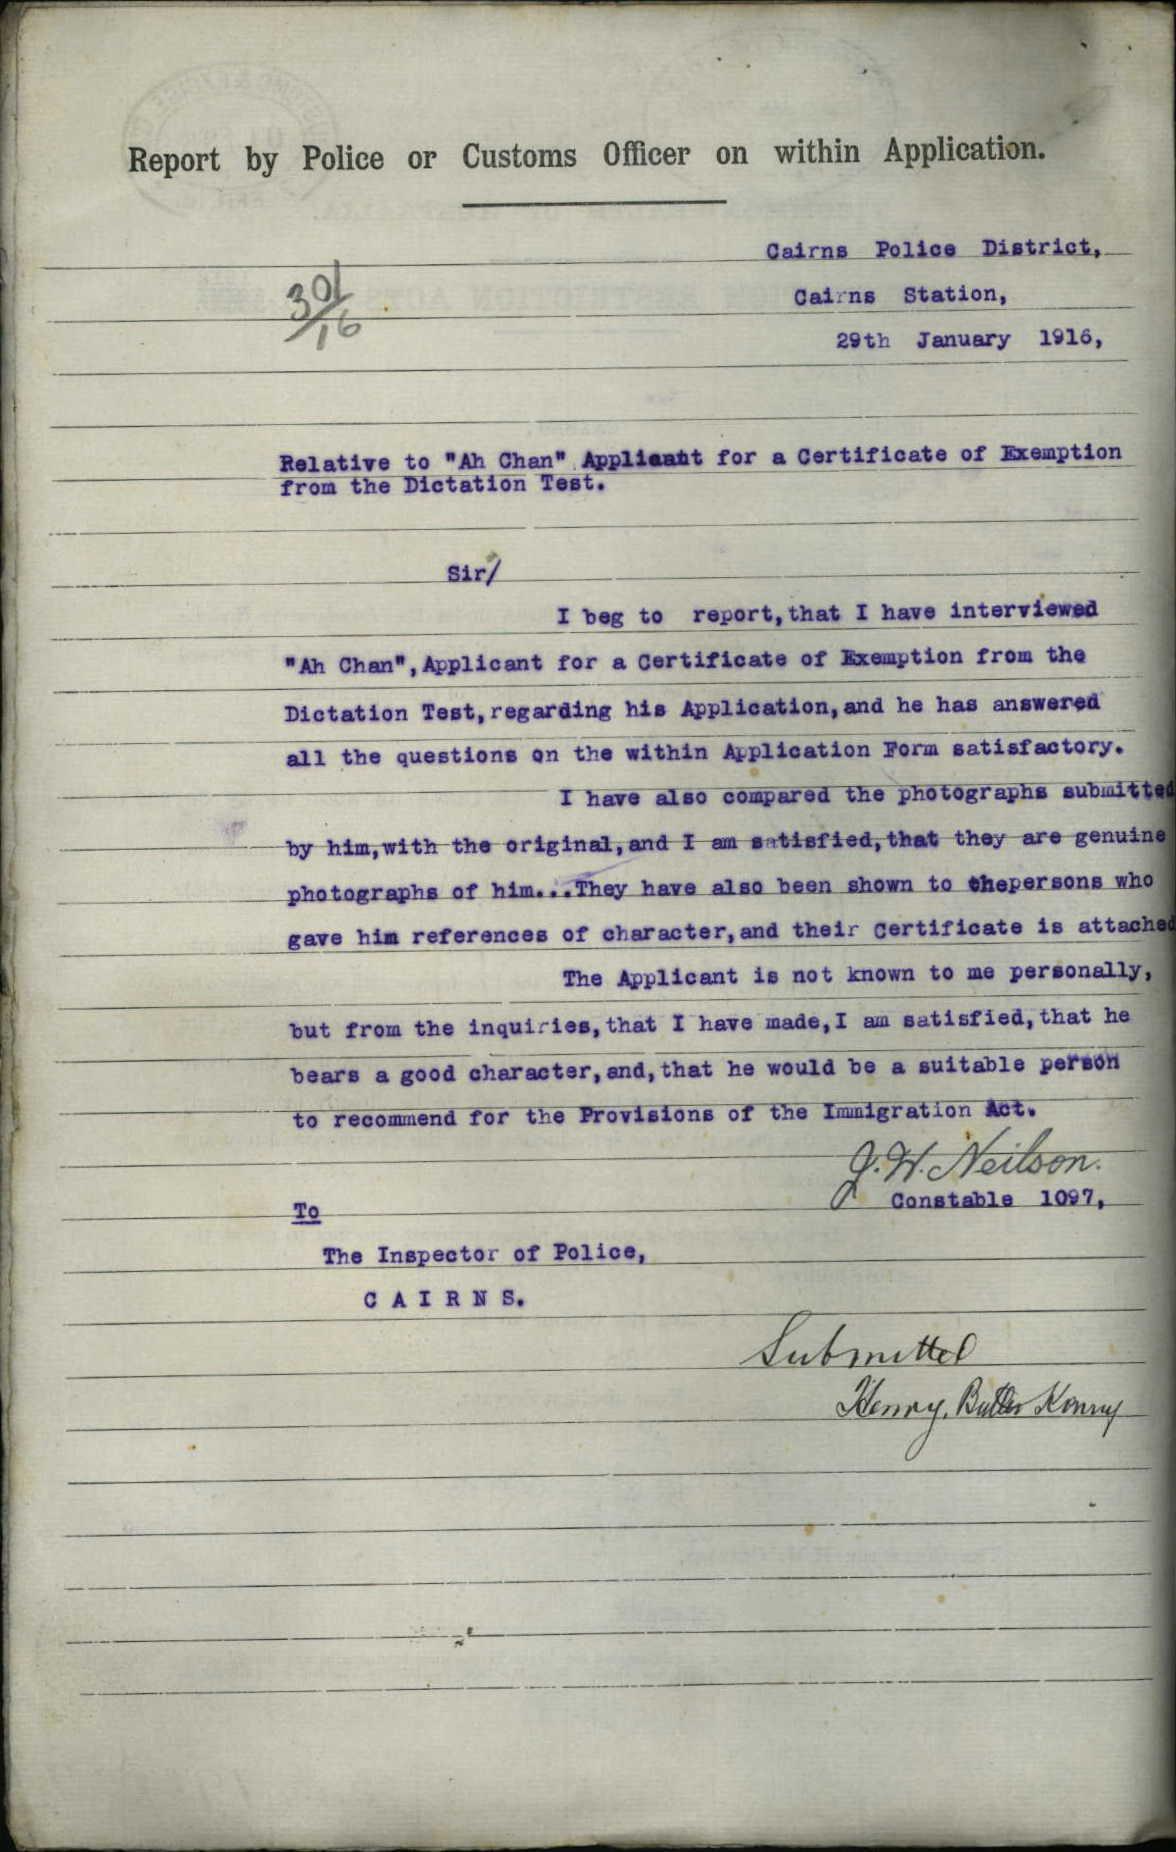 Report by Police or Customs Officer on within Application.
Cairns Police District,
301/16
Cairns Station,
29th January 1916,
Relative to "Ah Chan" Applicant for a Certificate of Exemption
from the Dictation Test.
Sir/
I beg to report,that I have interviewed
"Ah Chan",Applicant for a Certificate of Exemption from the
Dictation Test,regarding his Application,and he has answered
all the questions on the within Application Form satisfactory.
I have also compared the photographs submitted
by him,with the original,and I am satisfied,that they are genuine
photographs of him...They have also been shown to thepersons who
gave him references of character,and their Certificate is attached
The Applicant is not known to me personally,
but from the inquiries,that I have made,I am satisfied,that he
bears a good character,and,that he would be a suitable person
to recommend for the Provisions of the Immigration Act.
J. W. Neilson.
Constable 1097,
To
The Inspector of Police,
C A I R N S.
Submitted
Henry. Butler